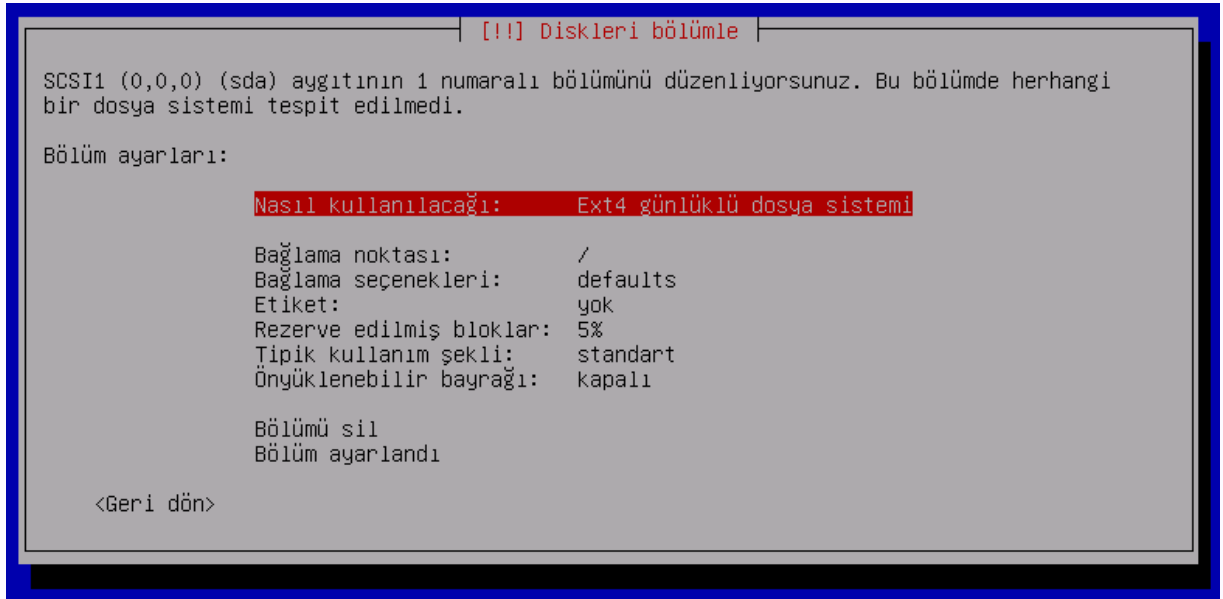 [!!] Diskleri bölümle
SCSI1 (0,0,0) (sda) aygıtının 1 numaralı bölümünü düzenliyorsunuz. Bu bölümde herhangi
bir dosya sistemi tespit edilmedi.
Bölüm ayarları:
Nasıl kullanılacağı: Ext4 günlüklü dosya sistemi
Bağlama noktası: /
Bağlama seçenekleri: defaults
Etiket: yok
Rezerve edilmiş bloklar: 5%
Tipik kullanım şekli: standart
Önyüklenebilir bayrağı: kapalı
Bölümü sil
Bölüm ayarlandı
<Geri dön>